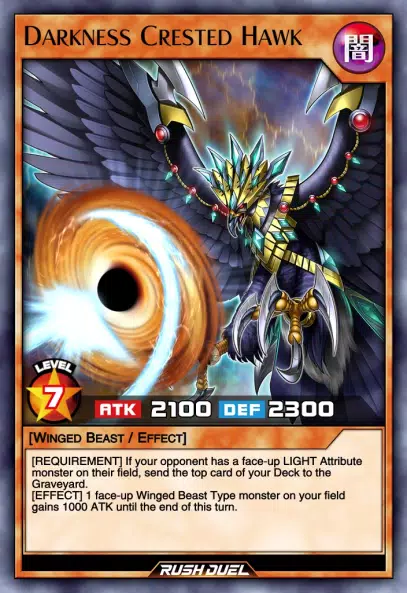 Darkness Crested Hawk
闇
LEVEL
7
ATK 2100 DEF 2300
[Winged Beast / Effect]
[REQUIREMENT] If your opponent has a face-up LIGHT Attribute
monster on their field, send the top card of your Deck to the
Graveyard.
[EFFECT] 1 face-up Winged Beast Type monster on your field
gains 1000 ATK until the end of this turn.
RUSH DUEL